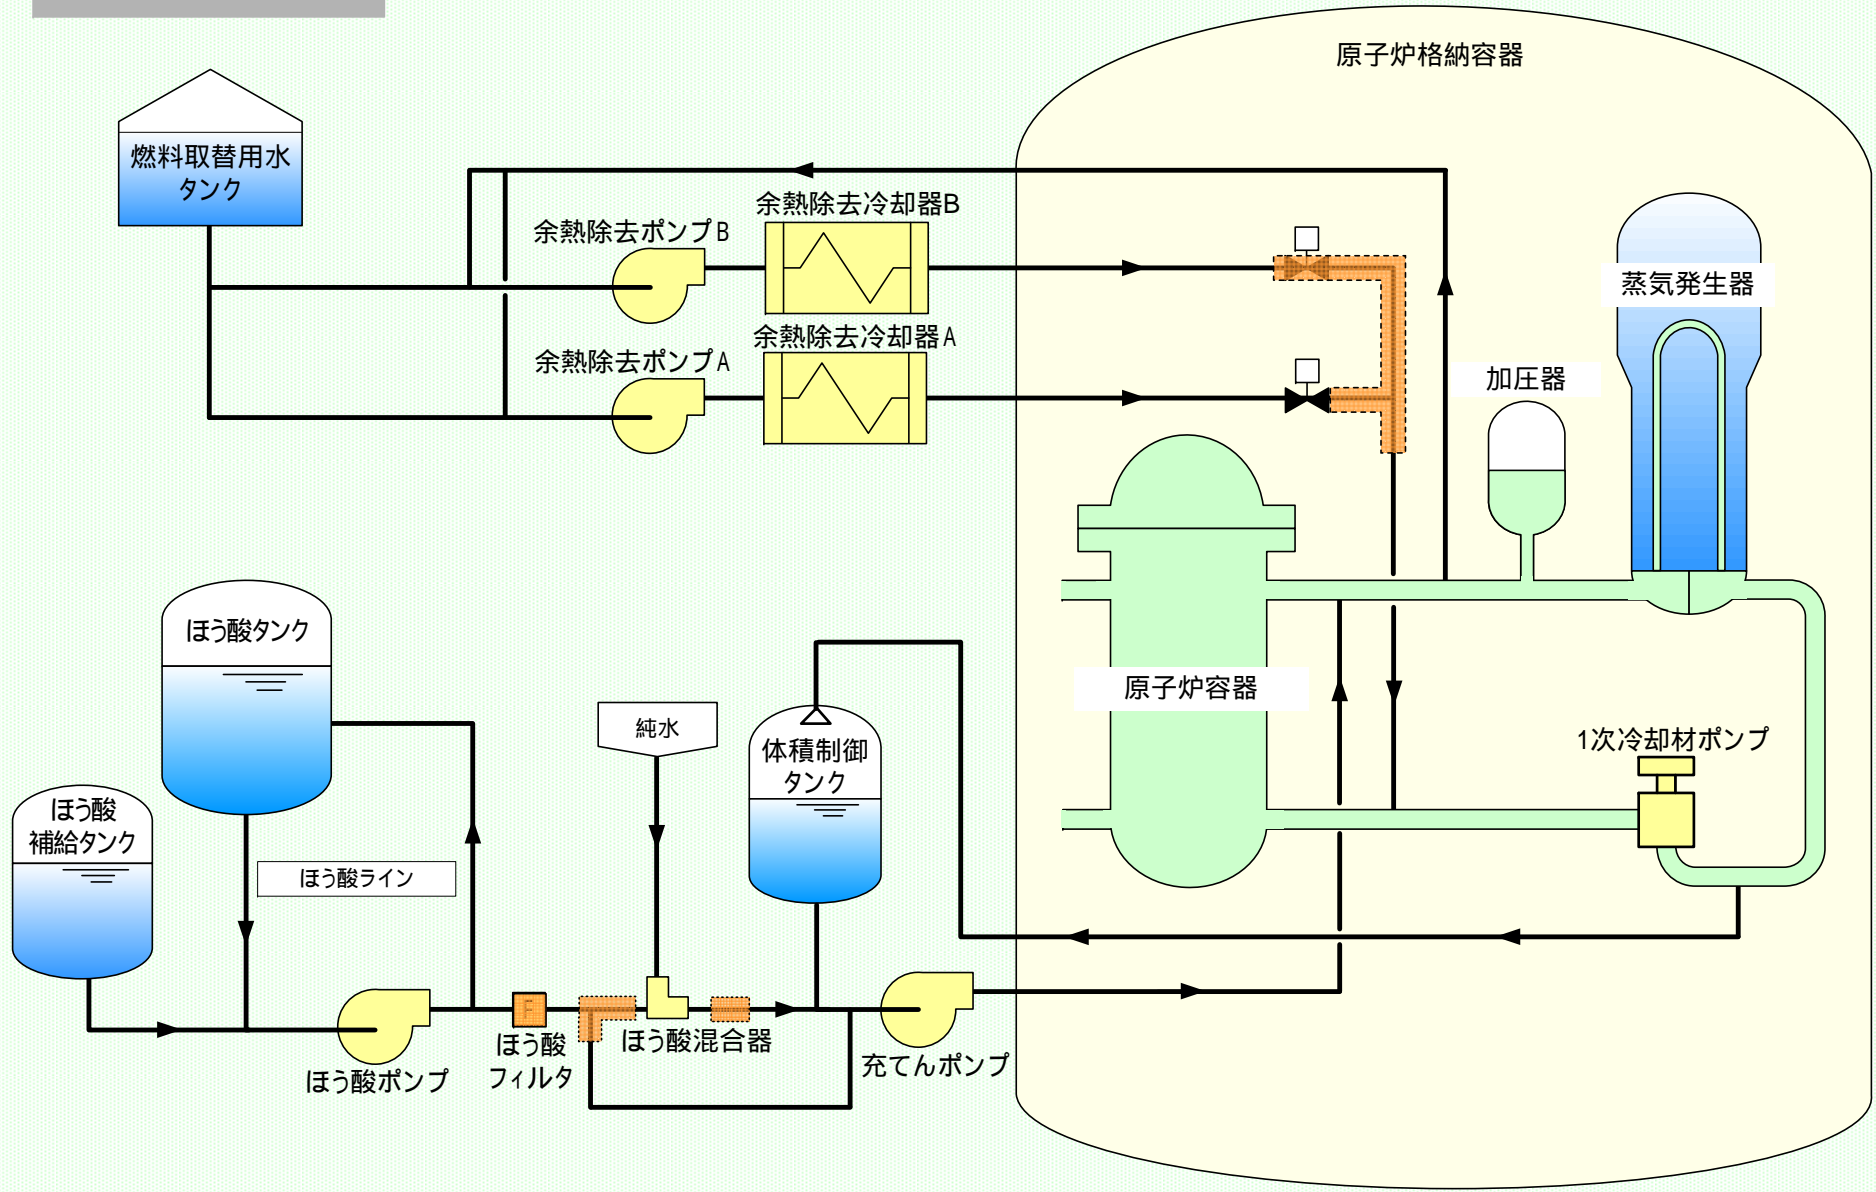 原子炉格納容器
燃料取替用水
タンク
余熱除去冷却器B
余熱除去ポンプB
蒸気発生器
余熱除去冷却器A
余熱除去ポンプA
加圧器
ほう酸タンク
原子炉容器
純水
1次冷却材ポンプ
体積制御
タンク
ほう酸
補給タンク
ほう酸ライン
F
ほう酸混合器
ほう酸
フィルタ
充てんポンプ
ほう酸ポンプ